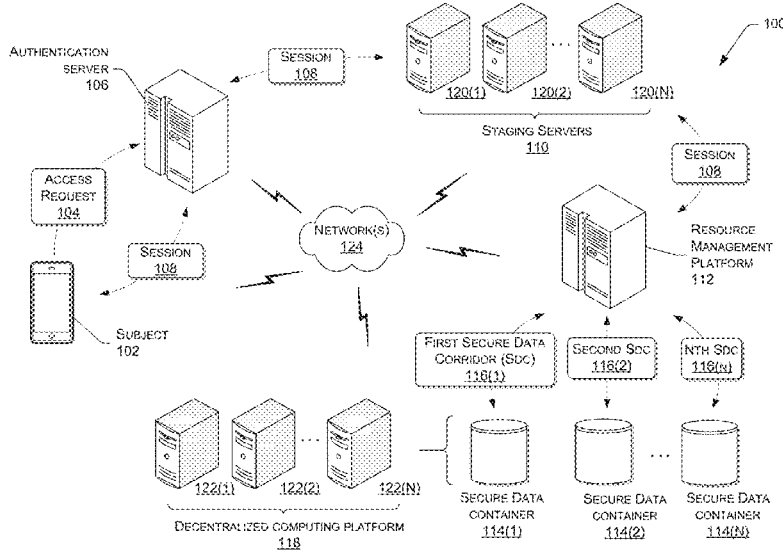 100
AUTHENTICATION
SERVER
106
SESSION
108
120(1)
120(2)
120(N)
STAGING SERVERS
110
ACCESS
REQUEST
104
SESSION
108
SESSION
108
NETWORK(S)
124
RESOURCE
MANAGEMENT
PLATFORM
112
SUBJECT
102
FIRST SECURE DATA
CORRIDOR (SDC)
116(1)
SECOND SDC
116(2)
NTH SDC
116(N)
122(1)
122(2)
122(N)
DECENTRALIZED COMPUTING PLATFORM
118
SECURE DATA
CONTAINER
114(1)
SECURE DATA
CONTAINER
114(2)
SECURE DATA
CONTAINER
114(N)